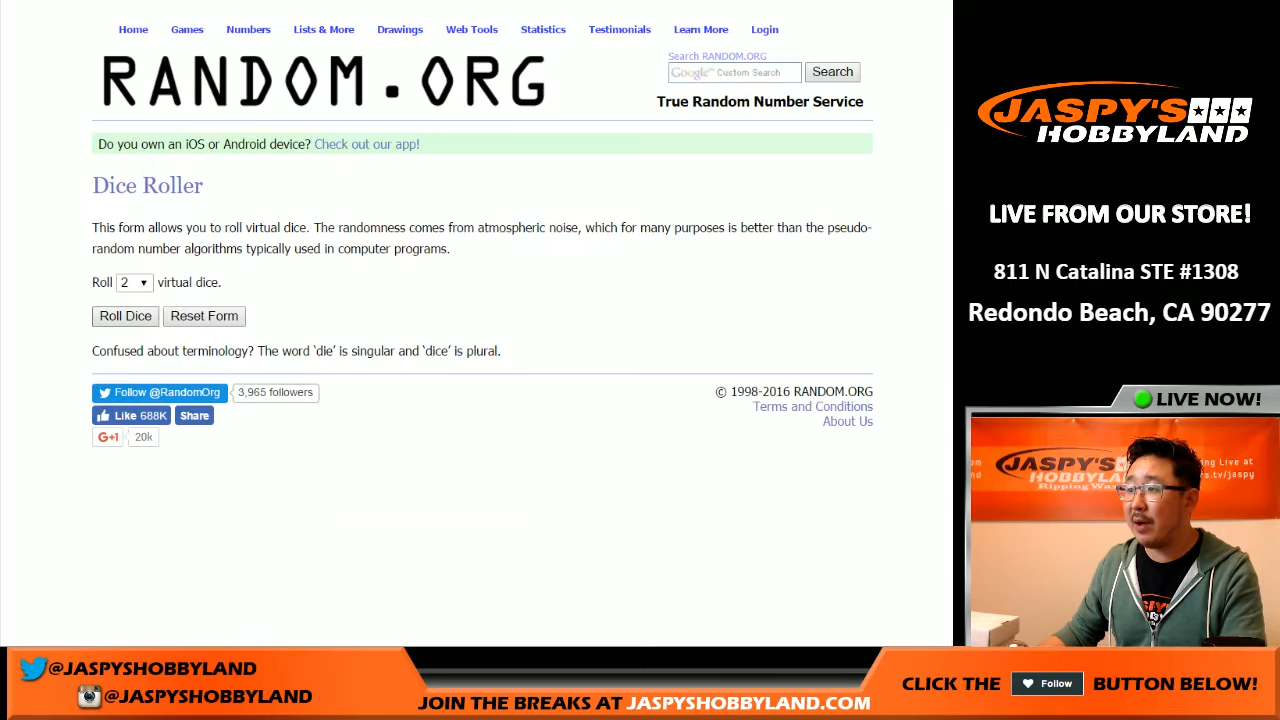 Home Games Numbers Lists & More Drawings Web Tools Statistics Testimonials Learn More Login
RANDOM.ORG
Search RANDOM.ORG
Google™ Custom Search Search
True Random Number Service
Do you own an iOS or Android device? Check out our app!
Dice Roller
This form allows you to roll virtual dice. The randomness comes from atmospheric noise, which for many purposes is better than the pseudo-
random number algorithms typically used in computer programs.
Roll 2 virtual dice.
Roll Dice Reset Form
Confused about terminology? The word ‘die’ is singular and ‘dice’ is plural.
Follow @RandomOrg 3,965 followers
Like 688K Share
G+1 20k
© 1998-2016 RANDOM.ORG
Terms and Conditions
About Us
JASPY'S
HOBBYLAND
LIVE FROM OUR STORE!
811 N Catalina STE #1308
Redondo Beach, CA 90277
LIVE NOW!
JASPY'S
HOBBYLAND
Live at
@JASPYSHOBBYLAND
@JASPYSHOBBYLAND
JOIN THE BREAKS AT JASPYSHOBBYLAND.COM
CLICK THE Follow BUTTON BELOW!